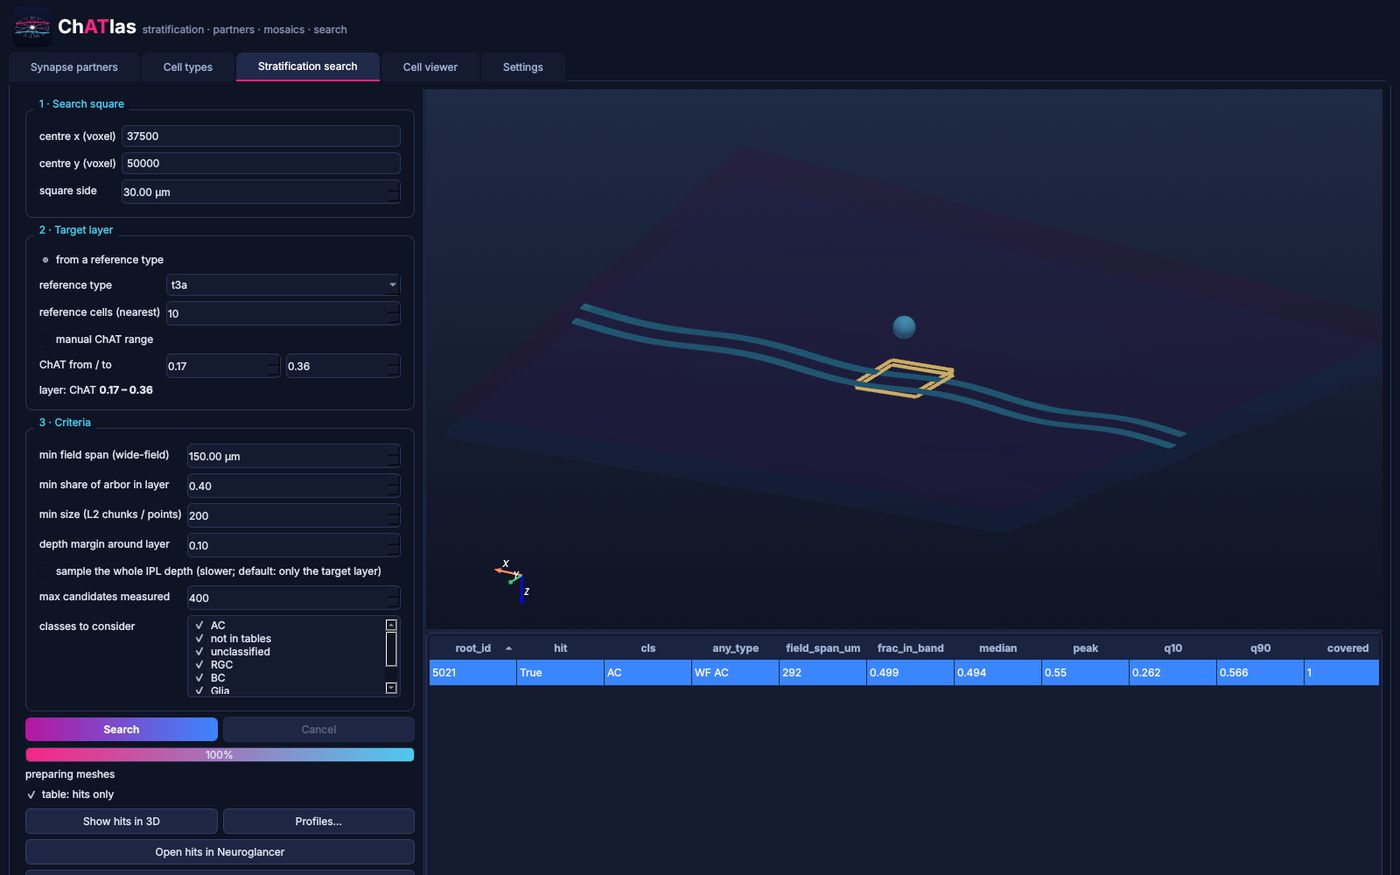 ChATlas stratification · partners · mosaics · search
Synapse partners Cell types Stratification search Cell viewer Settings
1 · Search square
centre x (voxel) 37500
centre y (voxel) 50000
square side 30.00 µm
2 · Target layer
from a reference type
reference type t3a
reference cells (nearest) 10
manual ChAT range
ChAT from / to 0.17 0.36
layer: ChAT 0.17 – 0.36
3 · Criteria
min field span (wide-field) 150.00 µm
min share of arbor in layer 0.40
min size (L2 chunks / points) 200
depth margin around layer 0.10
sample the whole IPL depth (slower; default: only the target layer)
max candidates measured 400
classes to consider
AC
not in tables
unclassified
RGC
BC
Glia
Search Cancel
100%
preparing meshes
table: hits only
Show hits in 3D Profiles...
Open hits in Neuroglancer
X
Y
Z
root_id hit cls any_type field_span_um frac_in_band median peak q10 q90 covered
5021 True AC WF AC 292 0.499 0.494 0.55 0.262 0.566 1